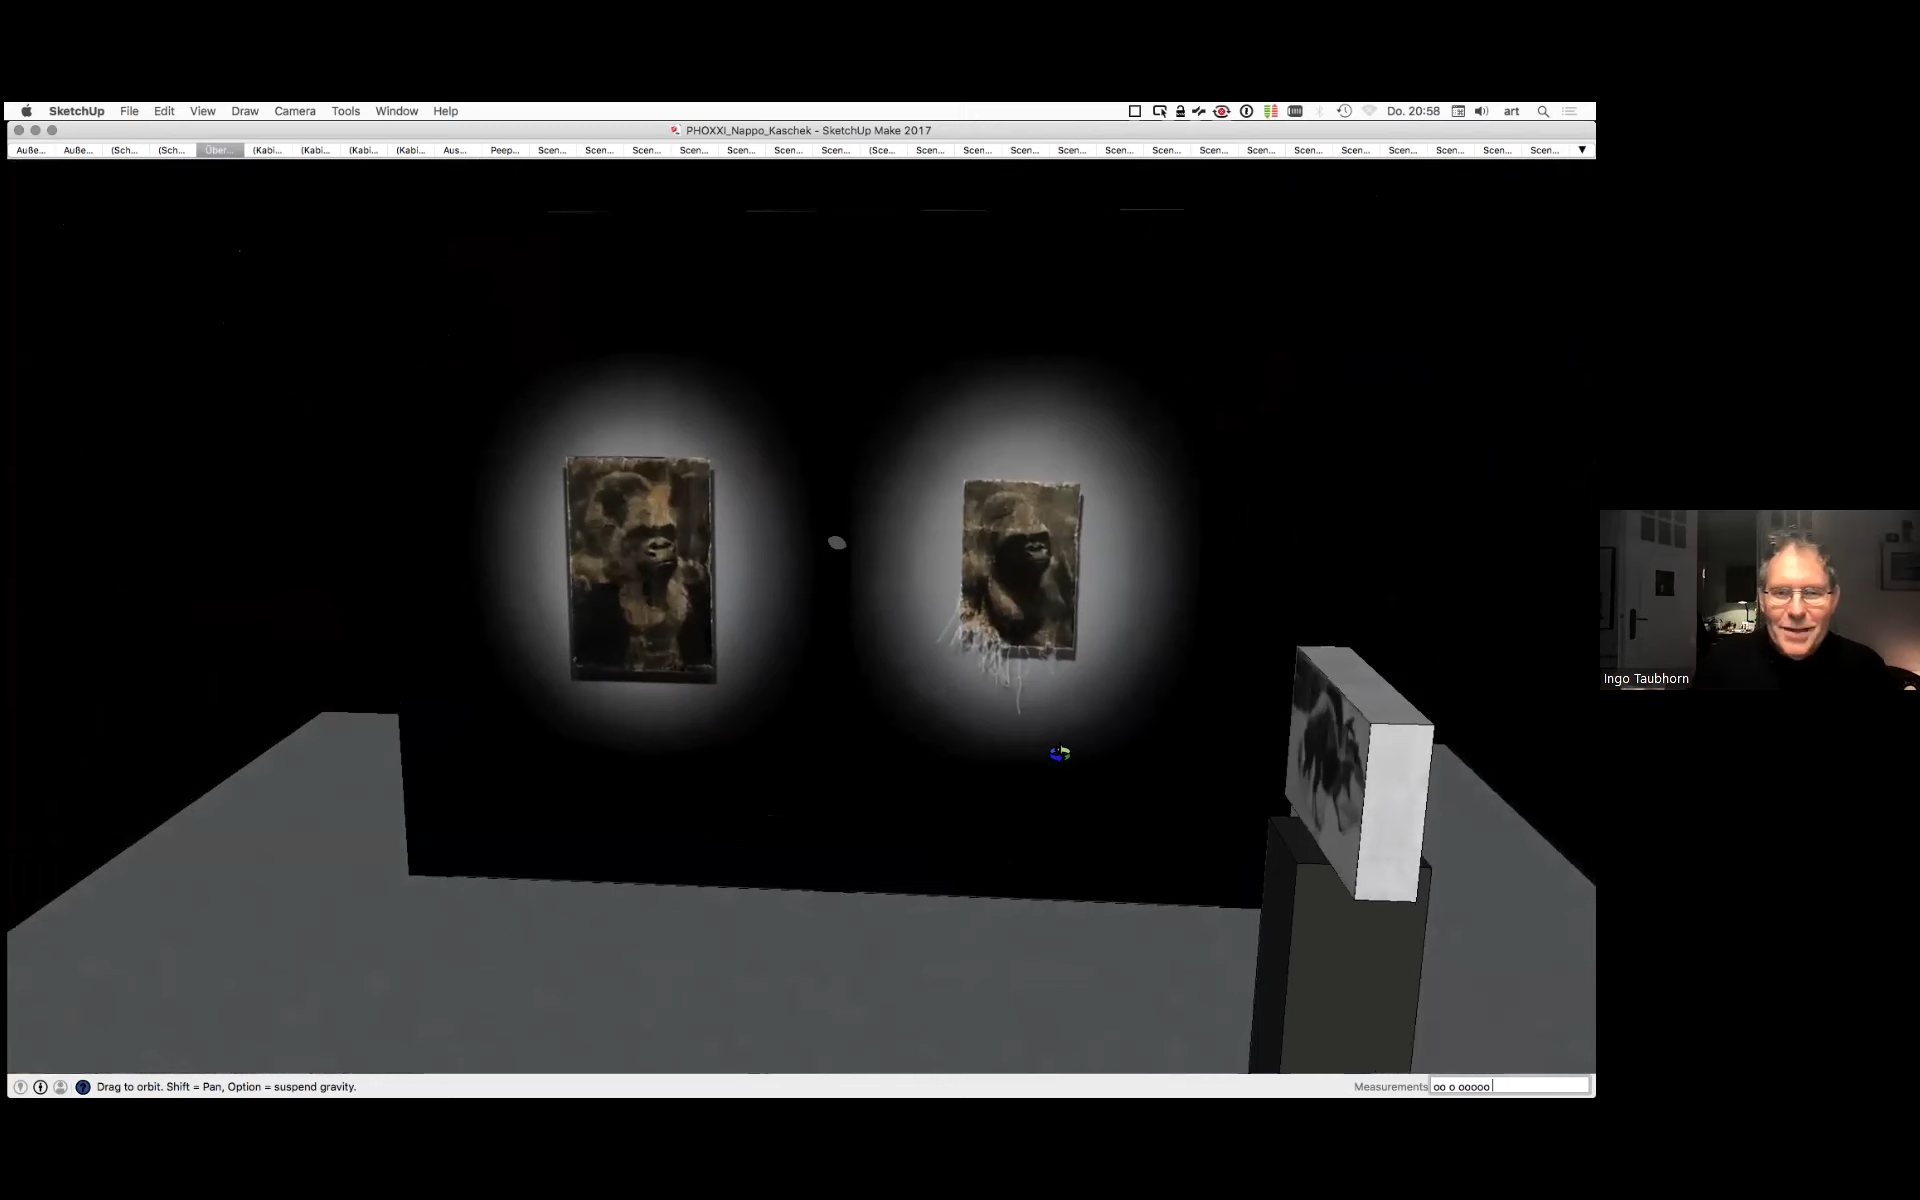 SketchUp File Edit View Draw Camera Tools Window Help Do. 20:58 art
PHOXXI_Nappo_Kaschek - SketchUp Make 2017
Auße... Auße... (Sch... (Sch... Über... (Kabi... (Kabi... (Kabi... (Kabi... Aus... Peep... Scen... Scen... Scen... Scen... Scen... Scen... Scen... (Sce... Scen... Scen... Scen... Scen... Scen... Scen... Scen... Scen... Scen... Scen... Scen... Scen... Scen... Scen...
Ingo Taubhorn
Drag to orbit. Shift = Pan, Option = suspend gravity. Measurements oo o ooooo